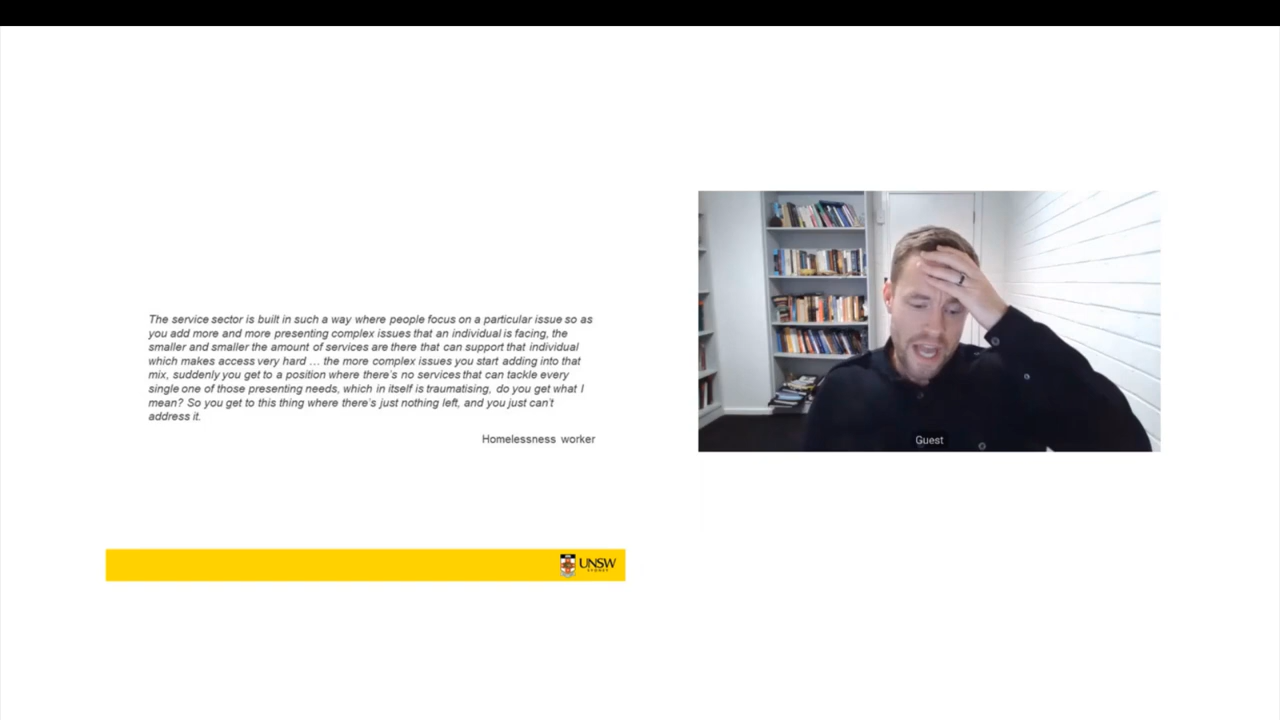 The service sector is built in such a way where people focus on a particular issue so as
you add more and more presenting complex issues that an individual is facing, the
smaller and smaller the amount of services are there that can support that individual
which makes access very hard … the more complex issues you start adding into that
mix, suddenly you get to a position where there's no services that can tackle every
single one of those presenting needs, which in itself is traumatising, do you get what I
mean? So you get to this thing where there's just nothing left, and you just can't
address it.
Homelessness worker
Guest
UNSW
SYDNEY